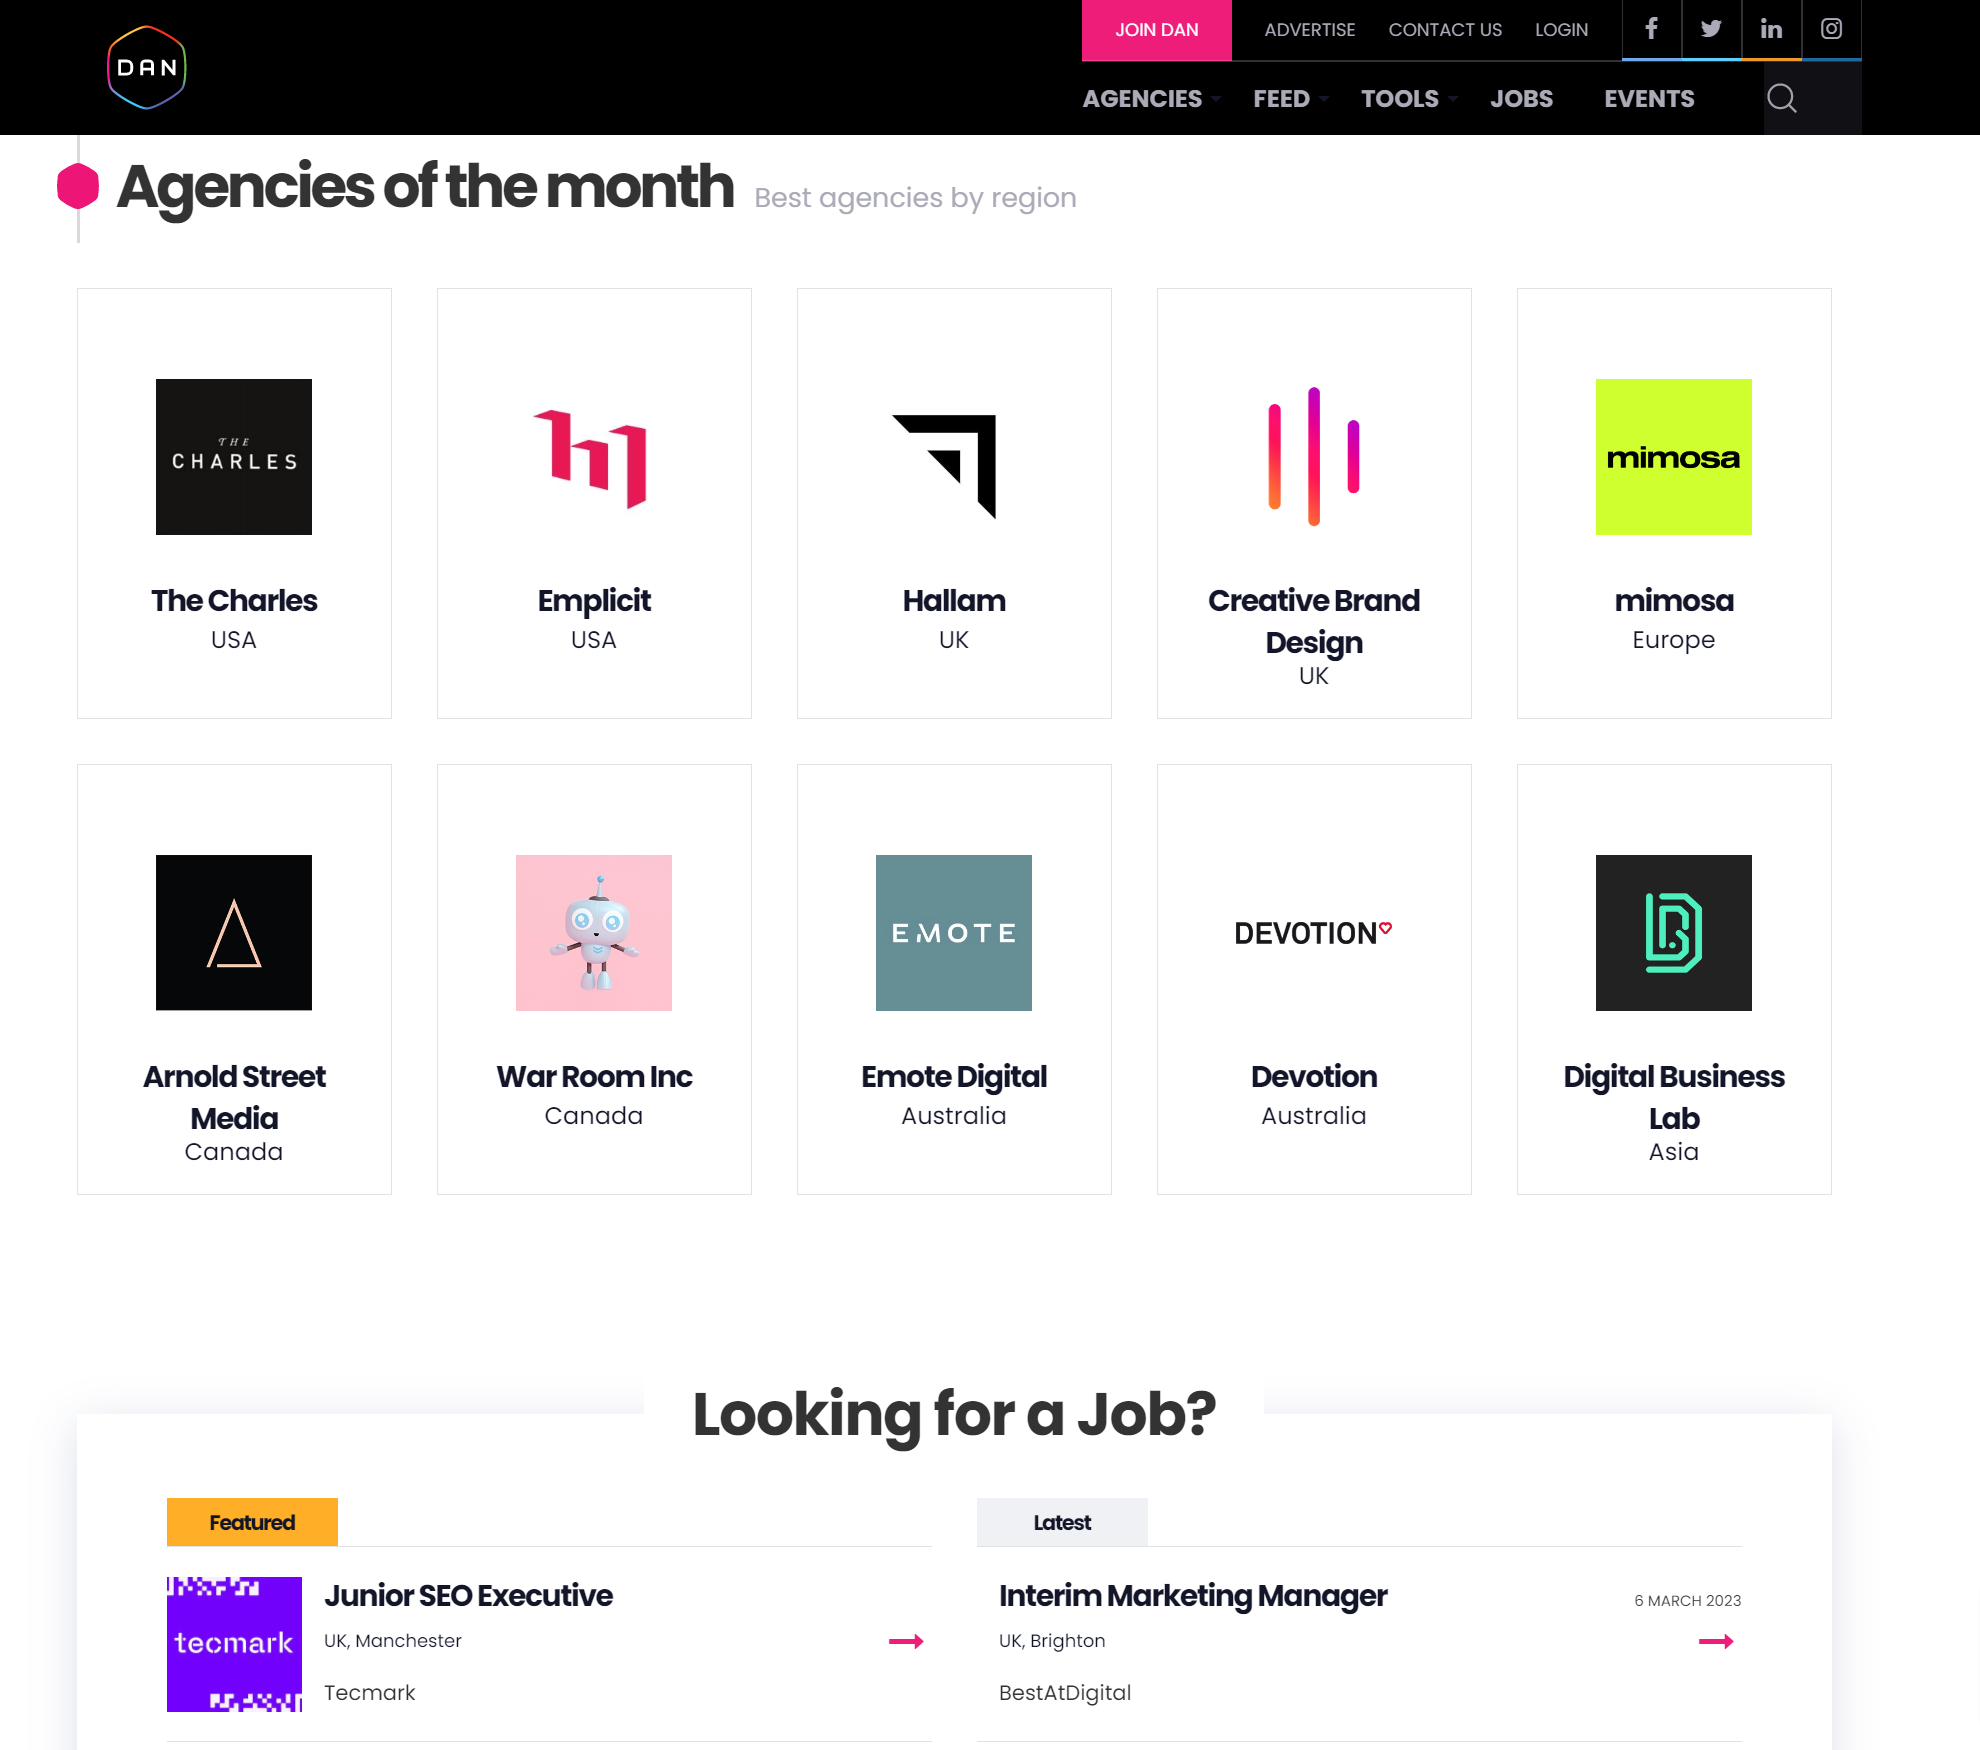 DAN
JOIN DAN
ADVERTISE
CONTACT US
LOGIN
AGENCIES
FEED
TOOLS
JOBS
EVENTS
Agencies of the month
Best agencies by region
THE
CHARLES
mimosa
The Charles
USA
Emplicit
USA
Hallam
UK
Creative Brand
Design
UK
mimosa
Europe
EMOTE
DEVOTION
Arnold Street
Media
Canada
War Room Inc
Canada
Emote Digital
Australia
Devotion
Australia
Digital Business
Lab
Asia
Looking for a Job?
Featured
Latest
tecmark
Junior SEO Executive
UK, Manchester
Tecmark
Interim Marketing Manager
6 MARCH 2023
UK, Brighton
BestAtDigital